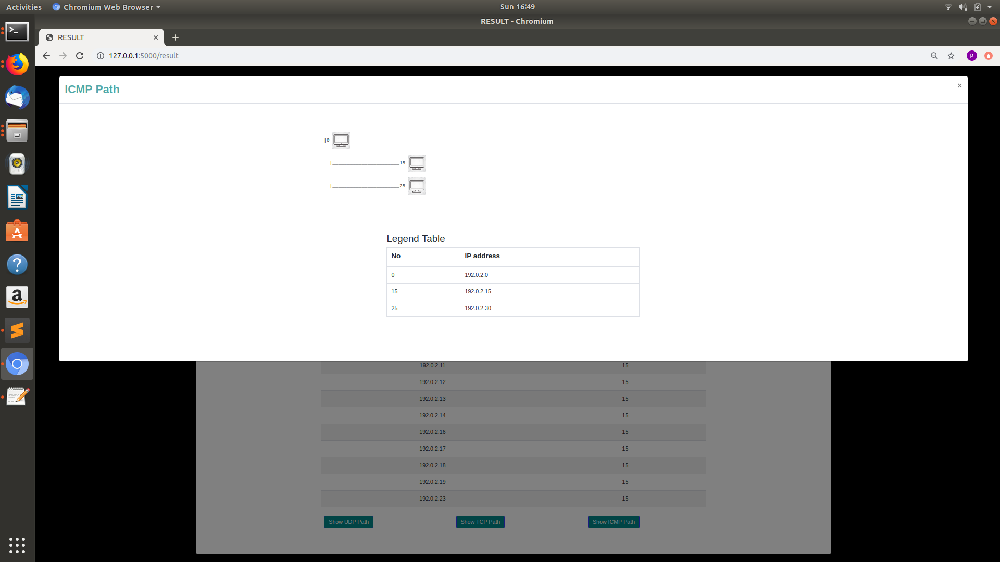 Activities
Chromium Web Browser
Sun 16:49
RESULT - Chromium
RESULT
127.0.0.1:5000/result
p
ICMP Path
×
|0
|_______________________15
|_______________________25
Legend Table
No IP address
0 192.0.2.0
15 192.0.2.15
25 192.0.2.30
192.0.2.11 15
192.0.2.12 15
192.0.2.13 15
192.0.2.14 15
192.0.2.16 15
192.0.2.17 15
192.0.2.18 15
192.0.2.19 15
192.0.2.23 15
Show UDP Path Show TCP Path Show ICMP Path